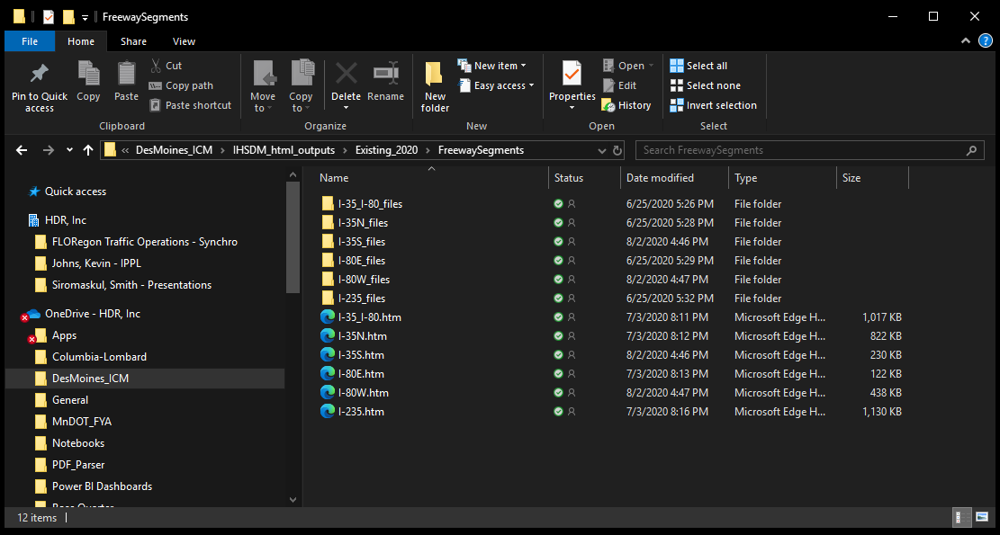 FreewaySegments
File Home Share View
Pin to Quick access
Copy
Paste
Cut
Copy path
Paste shortcut
Clipboard
Move to
Copy to
Delete
Rename
Organize
New folder
New item
Easy access
New
Properties
Open
Edit
History
Open
Select all
Select none
Invert selection
Select
« DesMoines_ICM › IHSDM_html_outputs › Existing_2020 › FreewaySegments
Search FreewaySegments
Quick access
HDR, Inc
FLORegon Traffic Operations - Synchro
Johns, Kevin - IPPL
Siromaskul, Smith - Presentations
OneDrive - HDR, Inc
Apps
Columbia-Lombard
DesMoines_ICM
General
MnDOT_FYA
Notebooks
PDF_Parser
Power BI Dashboards
Name Status Date modified Type Size
I-35_I-80_files 6/25/2020 5:26 PM File folder
I-35N_files 6/25/2020 5:28 PM File folder
I-35S_files 8/2/2020 4:46 PM File folder
I-80E_files 6/25/2020 5:29 PM File folder
I-80W_files 8/2/2020 4:47 PM File folder
I-235_files 6/25/2020 5:32 PM File folder
I-35_I-80.htm 7/3/2020 8:11 PM Microsoft Edge H... 1,017 KB
I-35N.htm 7/3/2020 8:12 PM Microsoft Edge H... 822 KB
I-35S.htm 8/2/2020 4:46 PM Microsoft Edge H... 230 KB
I-80E.htm 7/3/2020 8:13 PM Microsoft Edge H... 122 KB
I-80W.htm 8/2/2020 4:47 PM Microsoft Edge H... 438 KB
I-235.htm 7/3/2020 8:16 PM Microsoft Edge H... 1,130 KB
12 items